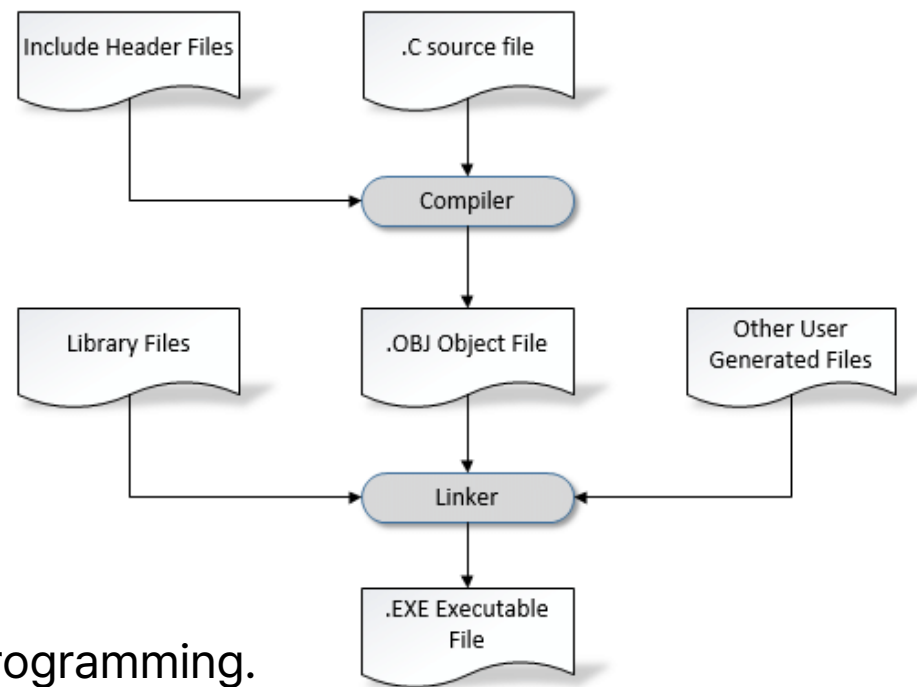 Include Header Files
.C source file
Compiler
Library Files
.OBJ Object File
Other User
Generated Files
Linker
.EXE Executable
File
rogramming.